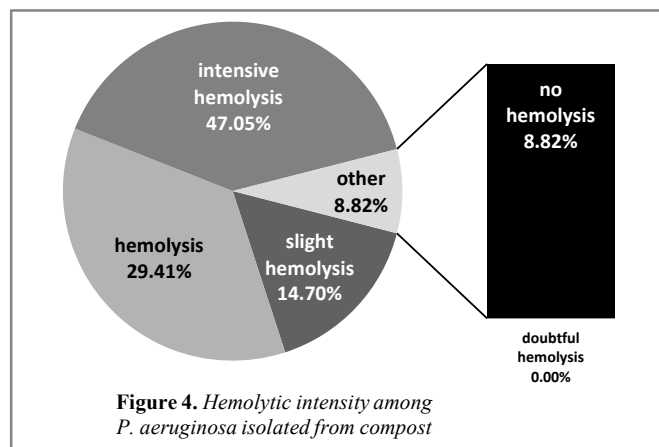 intensive
hemolysis
47.05%
no
hemolysis
8.82%
other
8.82%
hemolysis
29.41%
slight
hemolysis
14.70%
doubtful
hemolysis
0.00%
Figure 4. Hemolytic intensity among
P. aeruginosa isolated from compost